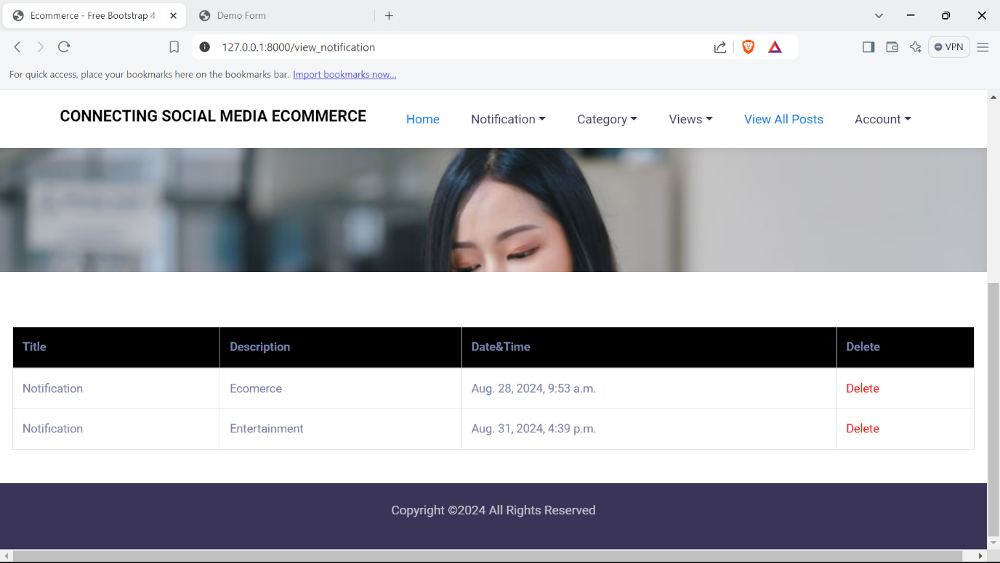 Ecommerce - Free Bootstrap 4
Demo Form
127.0.0.1:8000/view_notification
VPN
For quick access, place your bookmarks here on the bookmarks bar. Import bookmarks now...
CONNECTING SOCIAL MEDIA ECOMMERCE Home Notification Category Views View All Posts Account
Title Description Date&Time Delete
Notification Ecomerce Aug. 28, 2024, 9:53 a.m. Delete
Notification Entertainment Aug. 31, 2024, 4:39 p.m. Delete
Copyright ©2024 All Rights Reserved